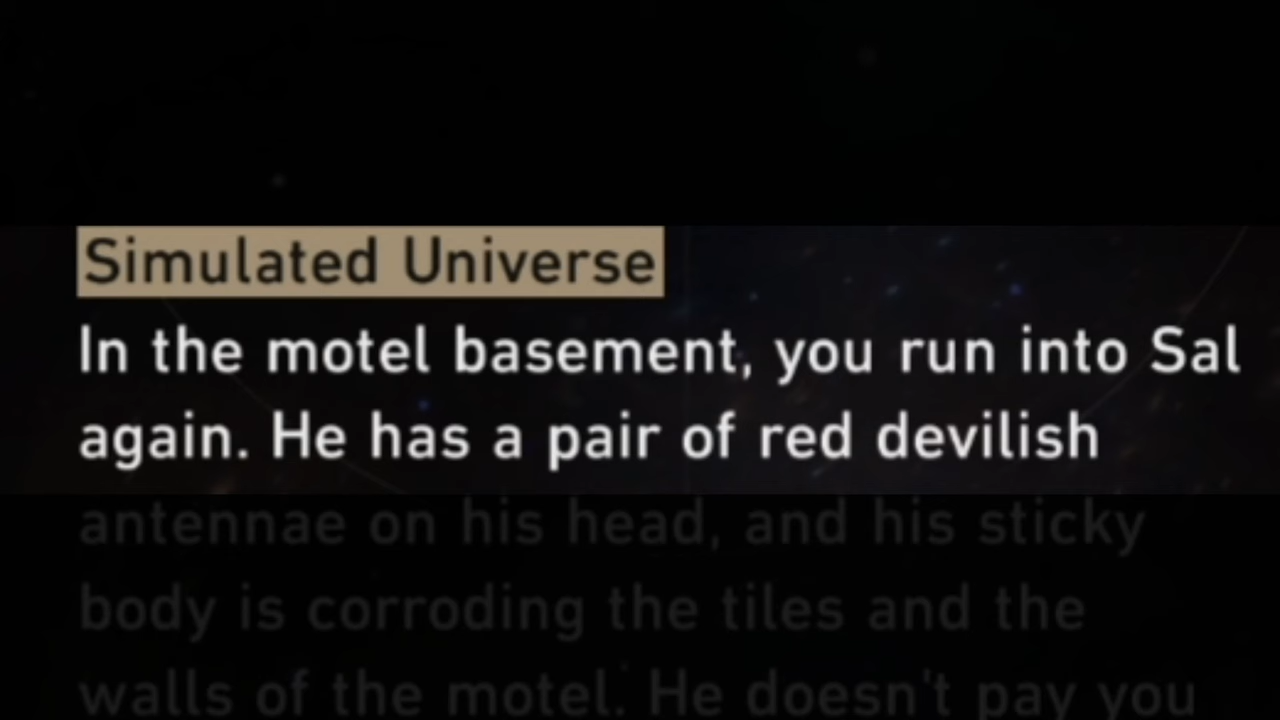 Simulated Universe
In the motel basement, you run into Sal
again. He has a pair of red devilish
antennae on his head, and his sticky
body is corroding the tiles and the
walls of the motel. He doesn't pay you